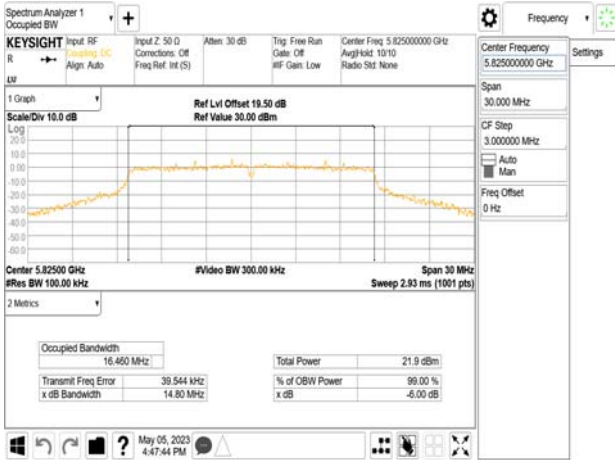 Spectrum Analyzer 1
Occupied BW
Frequency
KEYSIGHT
R
Input: RF
Coupling: DC
Align: Auto
Input Z: 50 Ω
Corrections: Off
Freq Ref: Int (S)
Atten: 30 dB
Trig: Free Run
Gate: Off
#IF Gain: Low
Center Freq: 5.825000000 GHz
Avg|Hold: 10/10
Radio Std: None
Center Frequency
5.825000000 GHz
Settings
Span
30.000 MHz
CF Step
3.000000 MHz
Auto
Man
Freq Offset
0 Hz
1 Graph
Scale/Div 10.0 dB
Ref Lvl Offset 19.50 dB
Ref Value 30.00 dBm
Log
20.0
10.0
0.00
-10.0
-20.0
-30.0
-40.0
-50.0
-60.0
Center 5.82500 GHz
#Res BW 100.00 kHz
#Video BW 300.00 kHz
Span 30 MHz
Sweep 2.93 ms (1001 pts)
2 Metrics
Occupied Bandwidth
16.460 MHz
Transmit Freq Error 39.544 kHz
x dB Bandwidth 14.80 MHz
Total Power 21.9 dBm
% of OBW Power 99.00 %
x dB -6.00 dB
?
May 05, 2023
4:47:44 PM